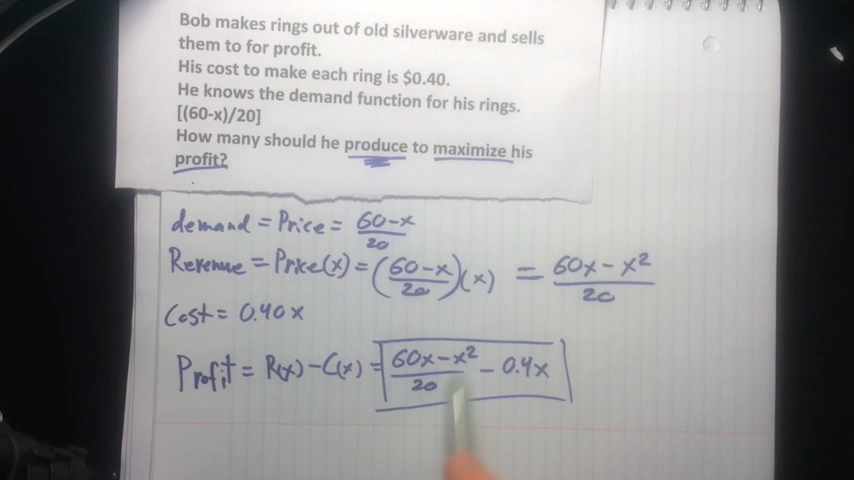 Bob makes rings out of old silverware and sells
them to for profit.
His cost to make each ring is $0.40.
He knows the demand function for his rings.
[(60-x)/20]
How many should he produce to maximize his
profit?
demand = Price = 60-x/20
Revenue = Price(x) = (60-x/20)(x) = 60x-x²/20
Cost = 0.40x
Profit = R(x)-C(x) = 60x-x²/20 - 0.4x